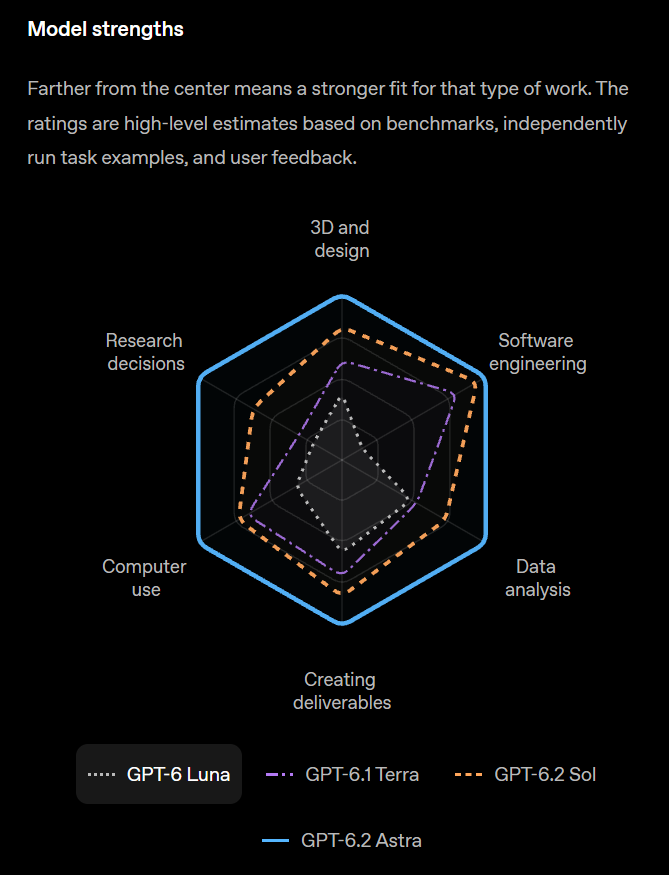 Model strengths
Farther from the center means a stronger fit for that type of work. The
ratings are high-level estimates based on benchmarks, independently
run task examples, and user feedback.
3D and
design
Research
decisions
Software
engineering
Computer
use
Data
analysis
Creating
deliverables
GPT-6 Luna
GPT-6.1 Terra
GPT-6.2 Sol
GPT-6.2 Astra